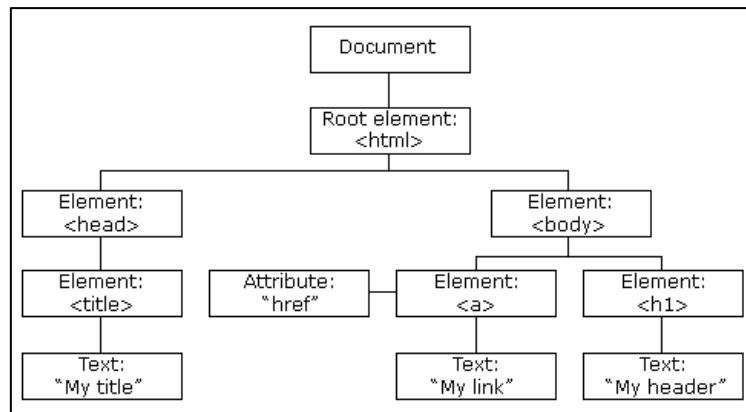 Document
Root element:
<html>
Element:
<head>
Element:
<body>
Element:
<title>
Attribute:
“href”
Element:
<a>
Element:
<h1>
Text:
“My title”
Text:
“My link”
Text:
“My header”